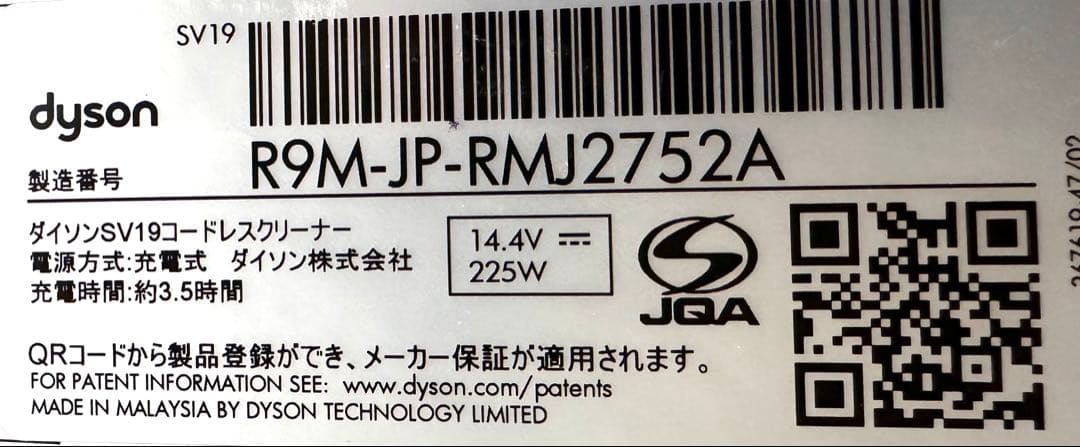 SV19
dyson
製造番号 R9M-JP-RMJ2752A
ダイソンSV19コードレスクリーナー
電源方式:充電式 ダイソン株式会社
充電時間:約3.5時間
14.4V
225W
JQA
QRコードから製品登録ができ、メーカー保証が適用されます。
FOR PATENT INFORMATION SEE: www.dyson.com/patents
MADE IN MALAYSIA BY DYSON TECHNOLOGY LIMITED